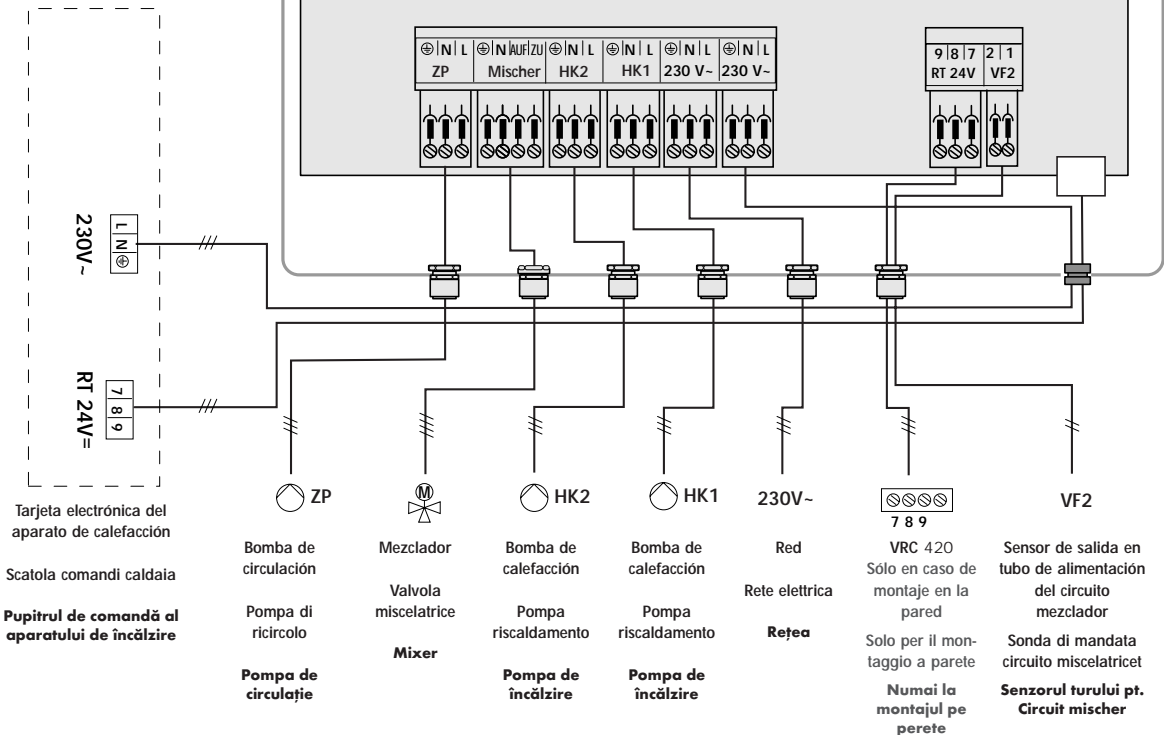 ⏚ N L ⏚ N AUF ZU ⏚ N L ⏚ N L ⏚ N L ⏚ N L
ZP Mischer HK2 HK1 230 V~ 230 V~
9 8 7 2 1
RT 24V VF2
230V~
L N ⏚
RT 24V=
7 8 9
ZP
M
HK2
HK1
230V~
7 8 9
VF2
Tarjeta electrónica del
aparato de calefacción
Scatola comandi caldaia
Pupitrul de comandă al
aparatului de încălzire
Bomba de
circulación
Pompa di
ricircolo
Pompa de
circulație
Mezclador
Valvola
miscelatrice
Mixer
Bomba de
calefacción
Pompa
riscaldamento
Pompa de
încălzire
Bomba de
calefacción
Pompa
riscaldamento
Pompa de
încălzire
Red
Rete elettrica
Rețea
VRC 420
Sólo en caso de
montaje en la
pared
Solo per il mon-
taggio a parete
Numai la
montajul pe
perete
Sensor de salida en
tubo de alimentación
del circuito
mezclador
Sonda di mandata
circuito miscelatricet
Senzorul turului pt.
Circuit mischer